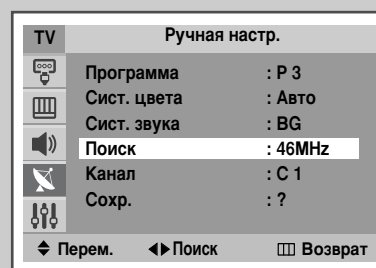 TV Ручная настр.
Программа : P 3
Сист. цвета : Авто
Сист. звука : BG
Поиск : 46MHz
Канал : C 1
Сохр. : ?
Перем. Поиск Возврат